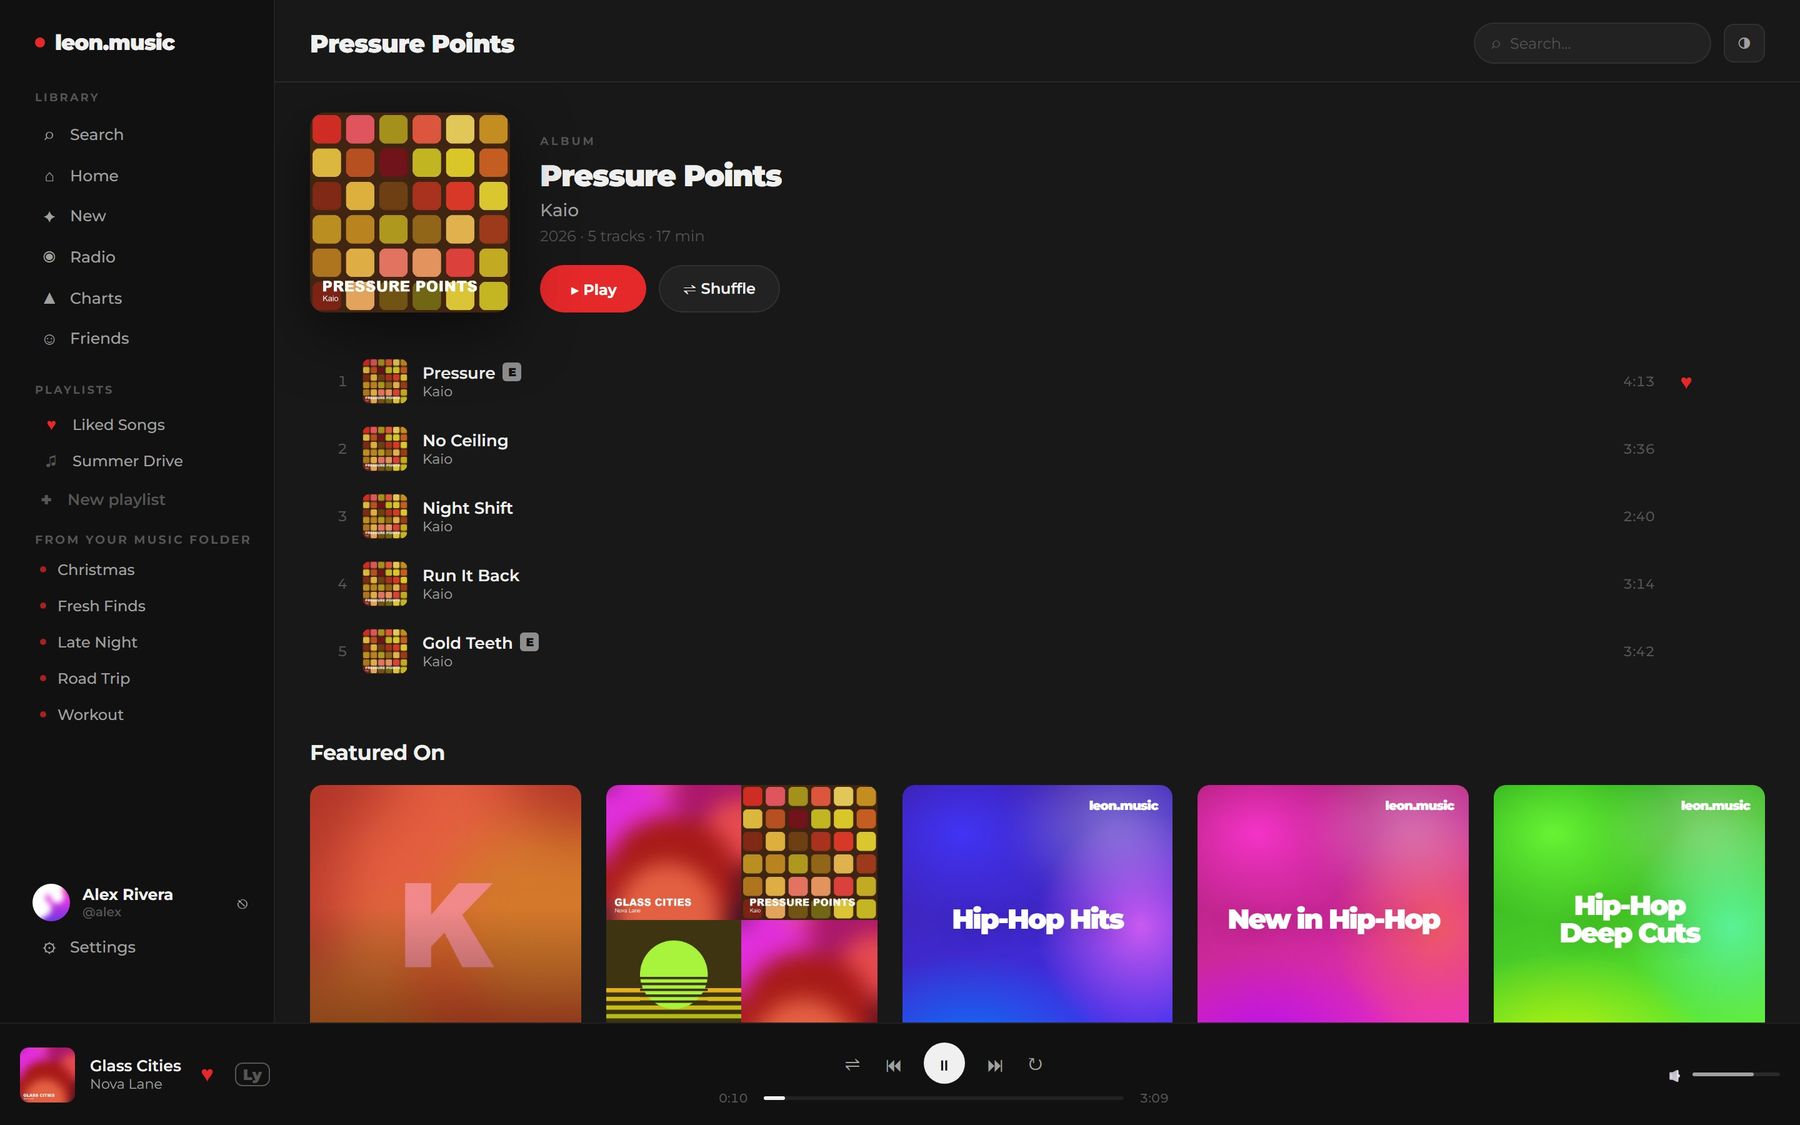 leon.music
LIBRARY
Search
Home
New
Radio
Charts
Friends
PLAYLISTS
Liked Songs
Summer Drive
New playlist
FROM YOUR MUSIC FOLDER
Christmas
Fresh Finds
Late Night
Road Trip
Workout
Alex Rivera
@alex
Settings
Pressure Points
Search...
PRESSURE POINTS
Kaio
ALBUM
Pressure Points
Kaio
2026 · 5 tracks · 17 min
Play
Shuffle
1 Pressure E 4:13
Kaio
2 No Ceiling 3:36
Kaio
3 Night Shift 2:40
Kaio
4 Run It Back 3:14
Kaio
5 Gold Teeth E 3:42
Kaio
Featured On
K
GLASS CITIES
Nova Lane
PRESSURE POINTS
Kaio
leon.music
Hip-Hop Hits
leon.music
New in Hip-Hop
leon.music
Hip-Hop
Deep Cuts
GLASS CITIES
Glass Cities
Nova Lane
Ly
0:10
3:09